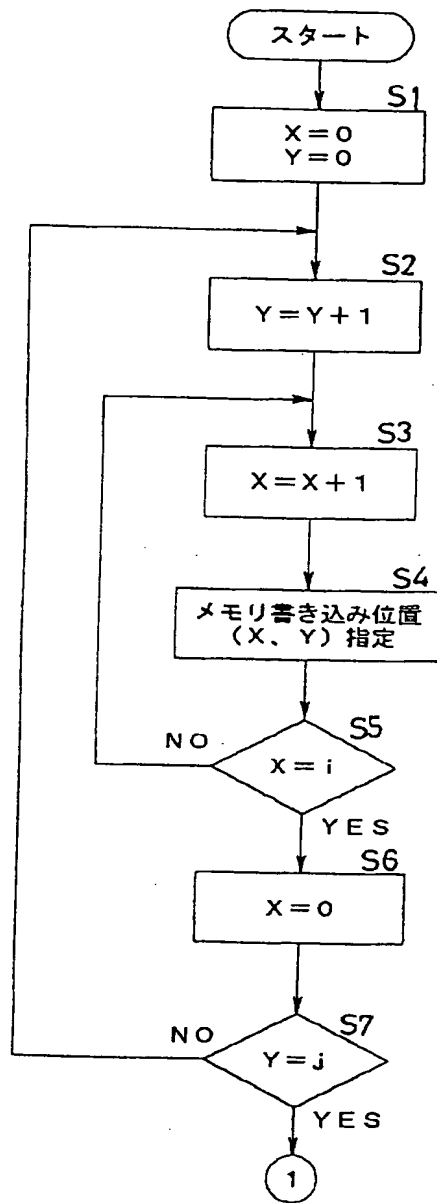 スタート
S1
X=0
Y=0
S2
Y=Y+1
S3
X=X+1
S4
メモリ書き込み位置
(X、Y)指定
S5
NO
X=i
YES
S6
X=0
S7
NO
Y=j
YES
1